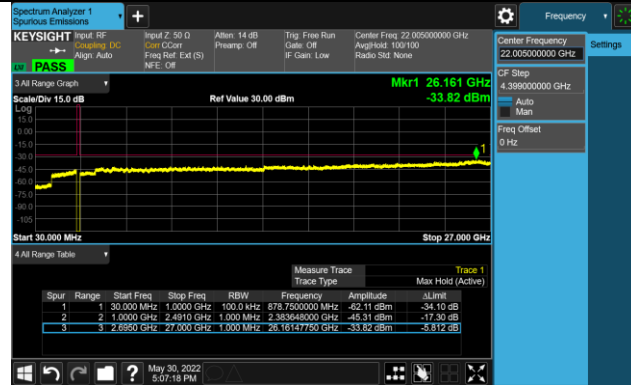 Spectrum Analyzer 1
Spurious Emissions
+
Frequency
KEYSIGHT Input: RF Input Z: 50 Ω Atten: 14 dB Trig: Free Run Center Freq: 22.005000000 GHz
Coupling: DC Corr CCorr Preamp: Off Gate: Off Avg|Hold: 100/100
Align: Auto Freq Ref: Ext (S) IF Gain: Low Radio Std: None
NFE: Off
PASS
Center Frequency
22.005000000 GHz
Settings
CF Step
4.399000000 GHz
Auto
Man
Freq Offset
0 Hz
3 All Range Graph
Mkr1 26.161 GHz
Scale/Div 15.0 dB Ref Value 30.00 dBm -33.82 dBm
Log
15.0
0.00
-15.0
-30.0
-45.0
-60.0
-75.0
-90.0
-105
1
Start 30.000 MHz Stop 27.000 GHz
4 All Range Table
Measure Trace Trace 1
Trace Type Max Hold (Active)
Spur Range Start Freq Stop Freq RBW Frequency Amplitude ΔLimit
1 1 30.000 MHz 1.0000 GHz 100.0 kHz 878.7500000 MHz -62.11 dBm -34.10 dB
2 2 1.0000 GHz 2.4910 GHz 1.000 MHz 2.383648000 GHz -45.31 dBm -17.30 dB
3 3 2.6950 GHz 27.000 GHz 1.000 MHz 26.16147750 GHz -33.82 dBm -5.812 dB
?
May 30, 2022
5:07:18 PM